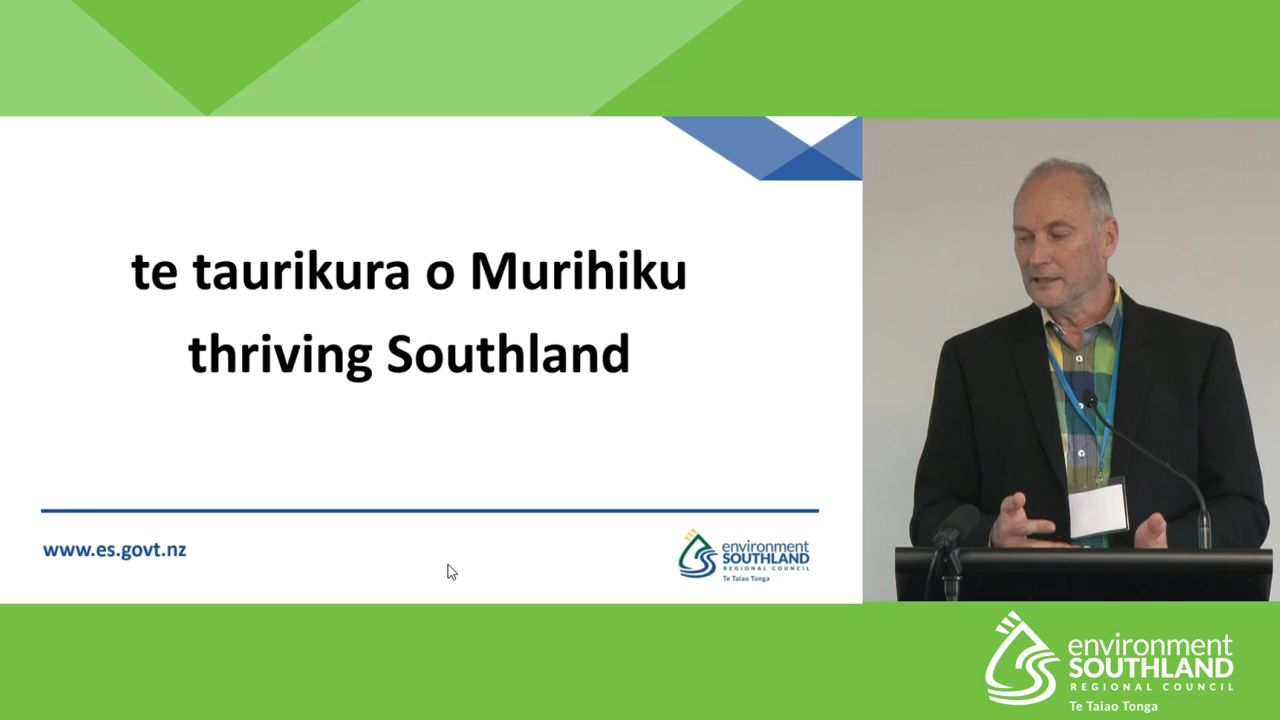 te taurikura o Murihiku
thriving Southland
www.es.govt.nz
environment
SOUTHLAND
REGIONAL COUNCIL
Te Taiao Tonga
environment
SOUTHLAND
REGIONAL COUNCIL
Te Taiao Tonga